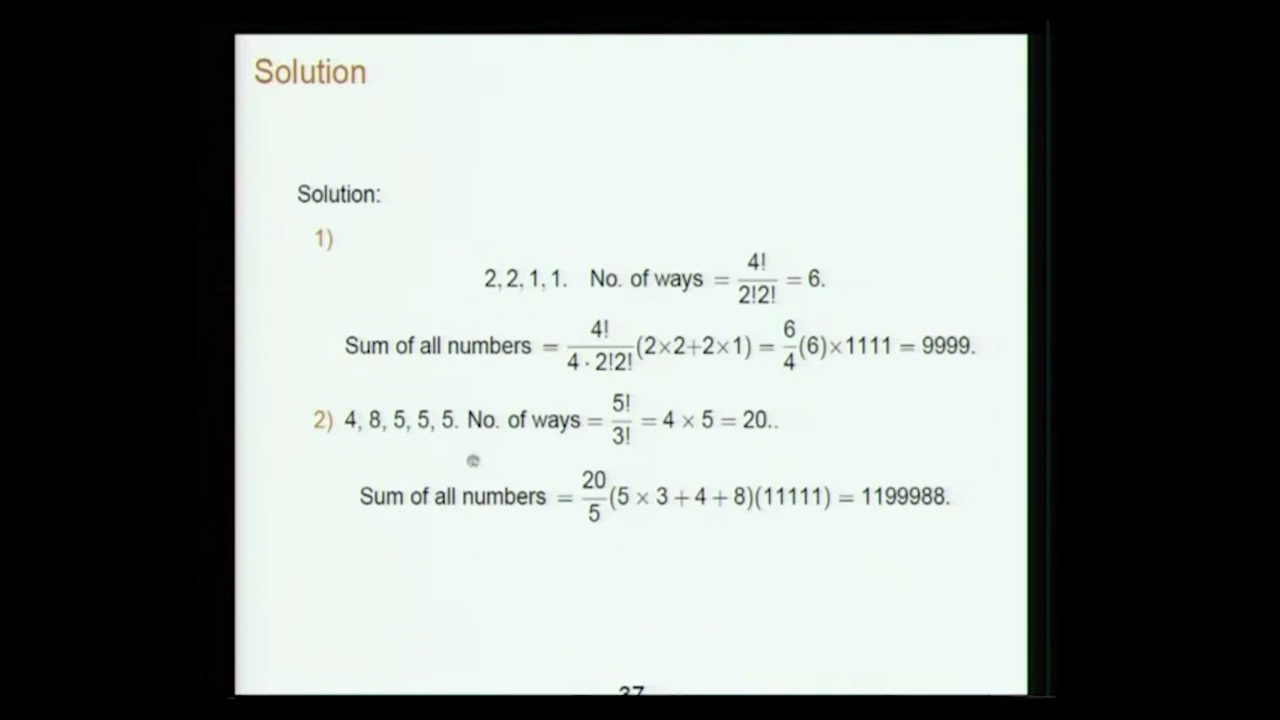 Solution
Solution:
1)
2, 2, 1, 1. No. of ways = 4!/2!2! = 6.
Sum of all numbers = 4!/4 · 2!2! (2×2+2×1) = 6/4 (6)×1111 = 9999.
2) 4, 8, 5, 5, 5. No. of ways = 5!/3! = 4 × 5 = 20..
Sum of all numbers = 20/5 (5 × 3 + 4 + 8)(11111) = 1199988.
37